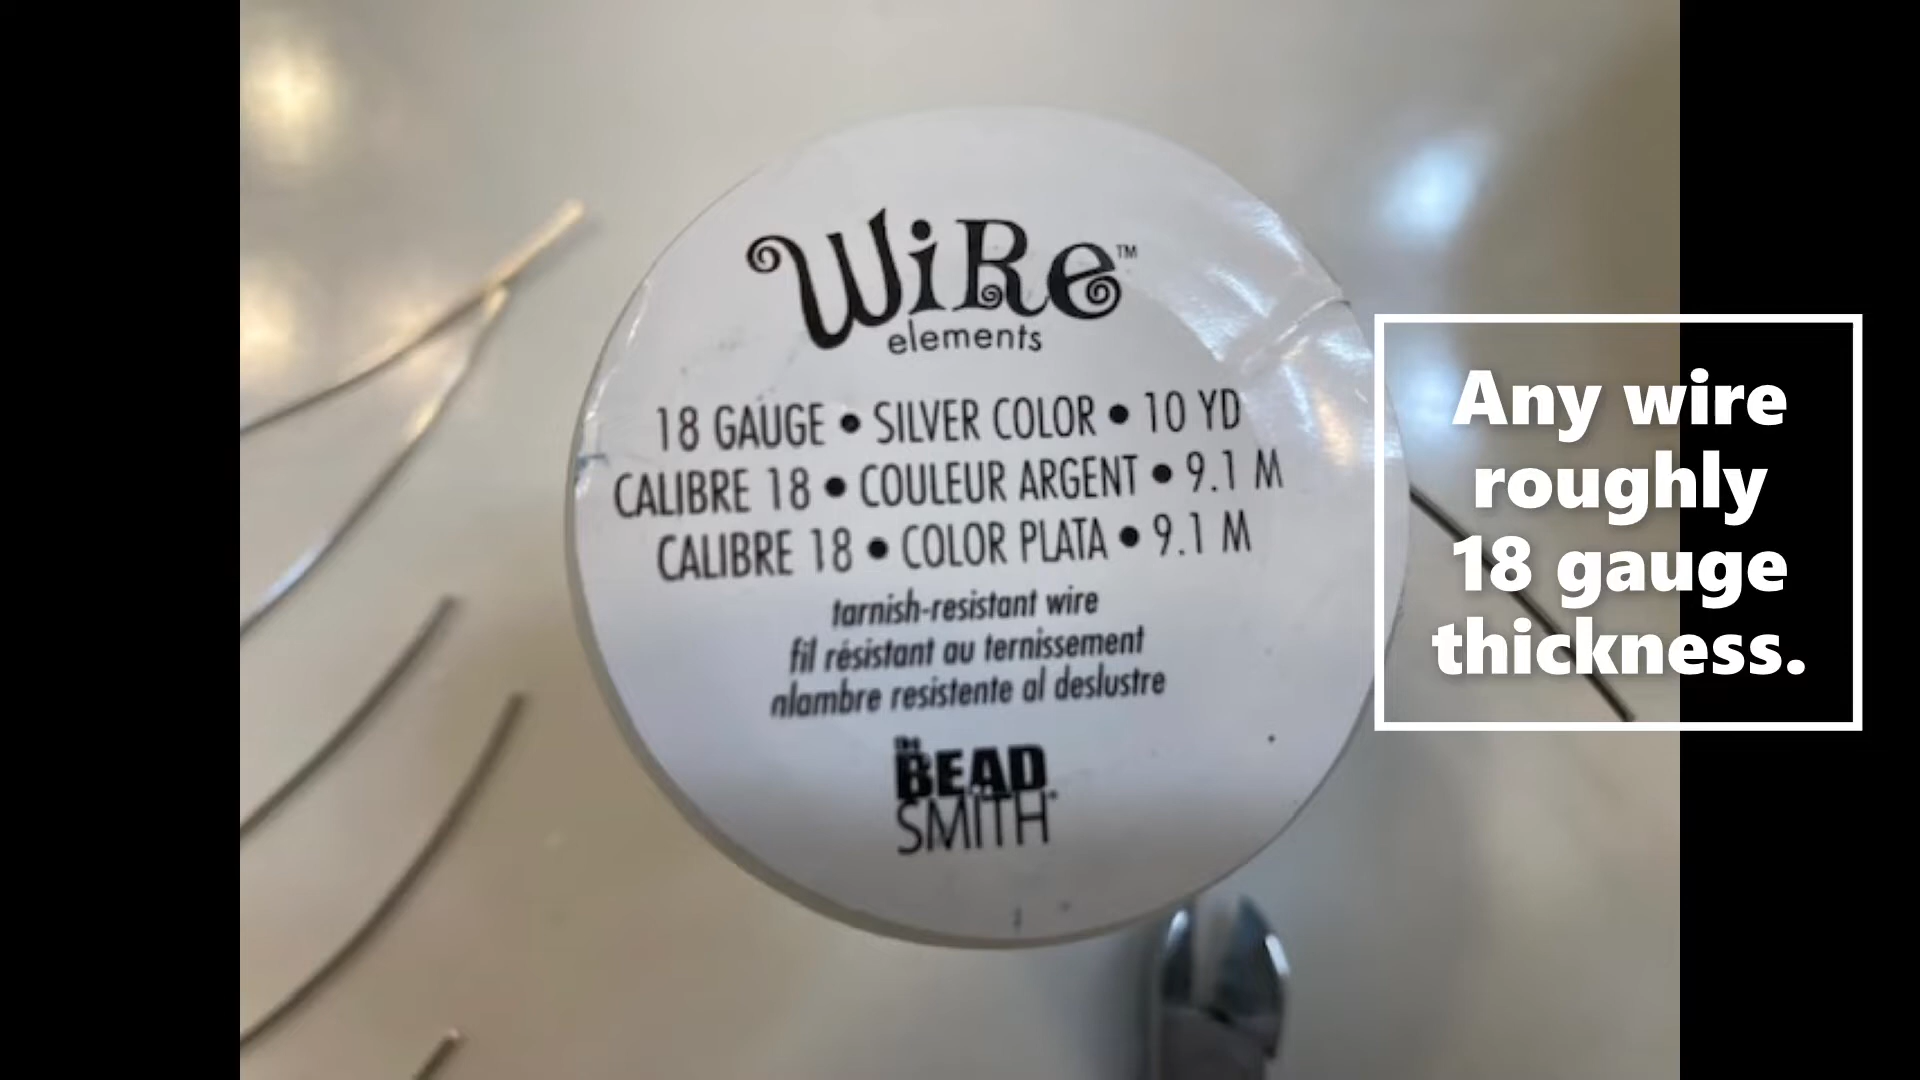 WiRe™
elements
18 GAUGE • SILVER COLOR • 10 YD
CALIBRE 18 • COULEUR ARGENT • 9.1 M
CALIBRE 18 • COLOR PLATA • 9.1 M
tarnish-resistant wire
fil résistant au ternissement
alambre resistente al deslustre
THE
BEAD
SMITH
Any wire
roughly
18 gauge
thickness.